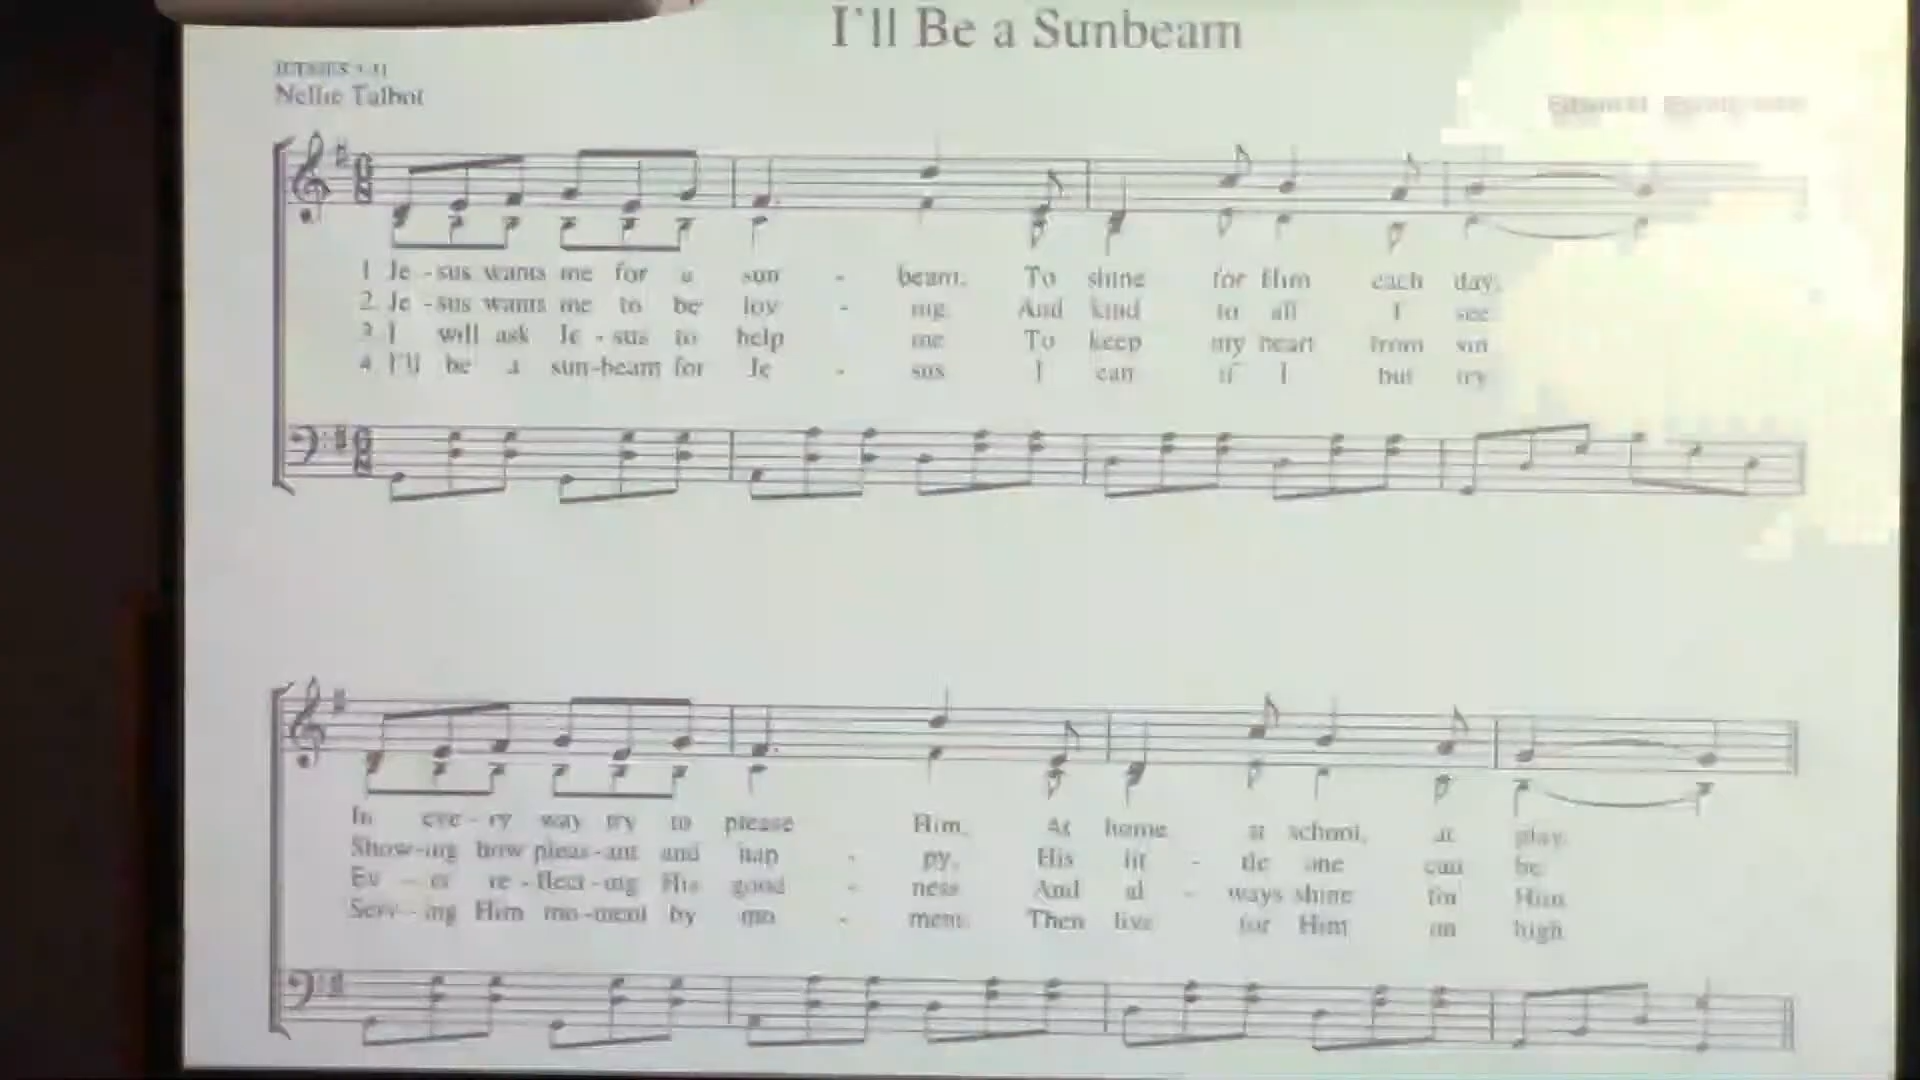 I'll Be a Sunbeam
Nellie Talbot
1 Je - sus wants me for a sun - beam, To shine for Him each day;
2. Je - sus wants me to be lov - ing And kind to all I see
3 I will ask Je - sus to help me To keep my heart from sin
4 I'll be a sun-beam for Je - sus I can if I but try
In eve - ry way try to please Him, At home at school, at play.
Show-ing how pleas-ant and hap - py, His lit - tle one can be
Ev - er re - flect - ing His good - ness And al - ways shine for Him
Serv - ing Him mo-ment by mo - ment. Then live for Him on high